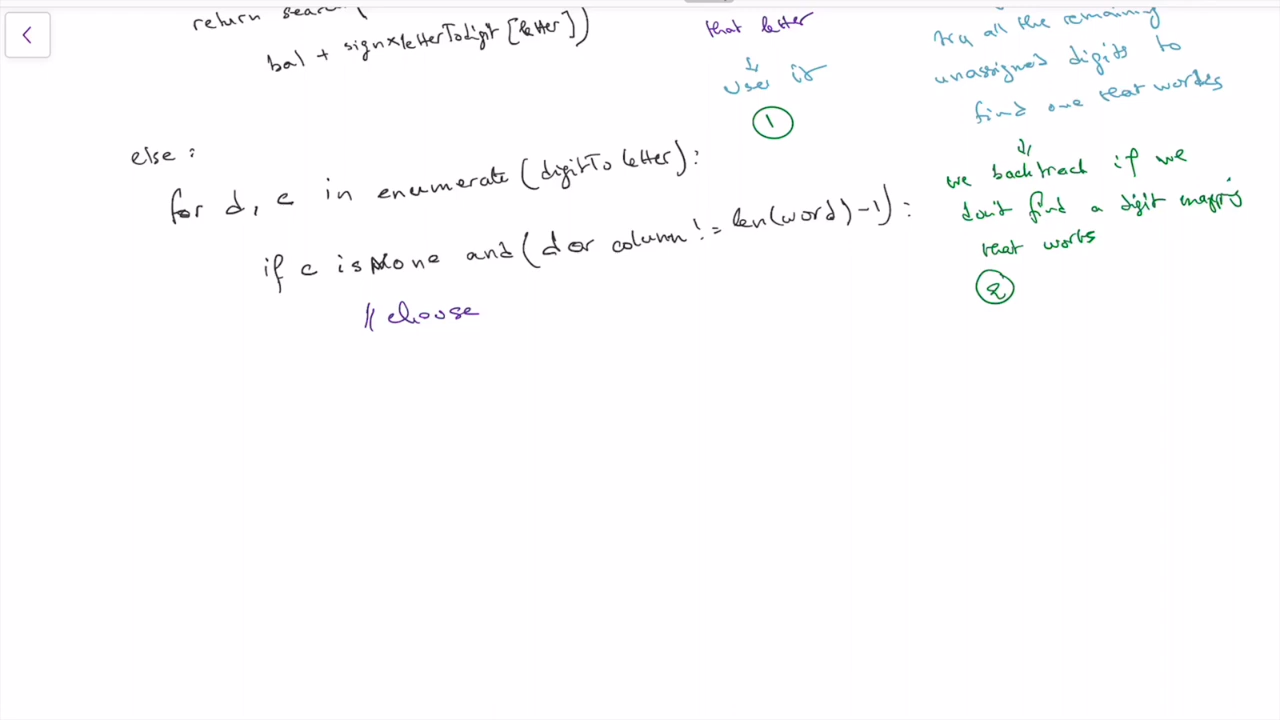 return search(
bal + sign*letterToDigit[letter])
else :
for d, c in enumerate(digitToLetter):
if c is None and (d or column != len(word) -1):
// choose
that letter
↓
use it
1
try all the remaining
unassigned digits to
find one that works
↓
we backtrack if we
don't find a digit mapping
that works
2